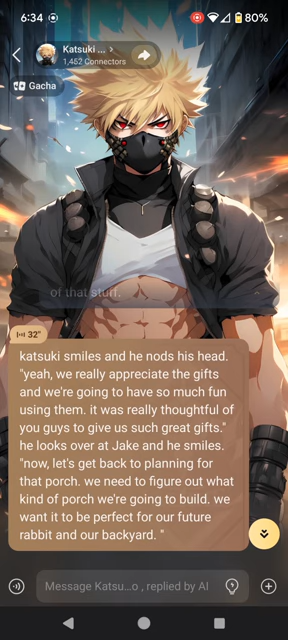 6:34
80%
Katsuki ... >
1,452 Connectors
Gacha
of that stuff.
32"
katsuki smiles and he nods his head.
"yeah, we really appreciate the gifts
and we're going to have so much fun
using them. it was really thoughtful of
you guys to give us such great gifts."
he looks over at Jake and he smiles.
"now, let's get back to planning for
that porch. we need to figure out what
kind of porch we're going to build. we
want it to be perfect for our future
rabbit and our backyard. "
Message Katsu...o , replied by AI